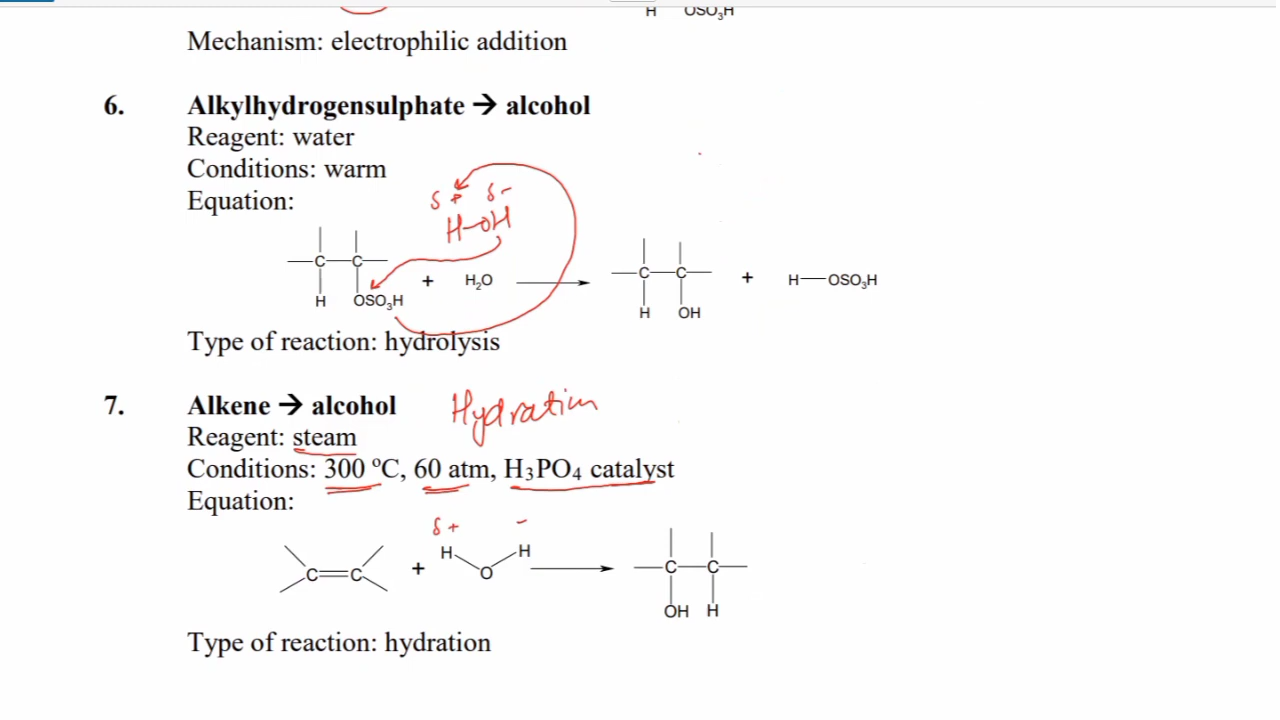 H OSO₃H
Mechanism: electrophilic addition
6. Alkylhydrogensulphate → alcohol
Reagent: water
Conditions: warm
Equation:
δ+ δ-
H-OH
C C
+ H₂O
H OSO₃H
C C
H OH
+ H OSO₃H
Type of reaction: hydrolysis
7. Alkene → alcohol Hydration
Reagent: steam
Conditions: 300 ºC, 60 atm, H₃PO₄ catalyst
Equation:
δ+ -
C C + H O H
C C
OH H
Type of reaction: hydration